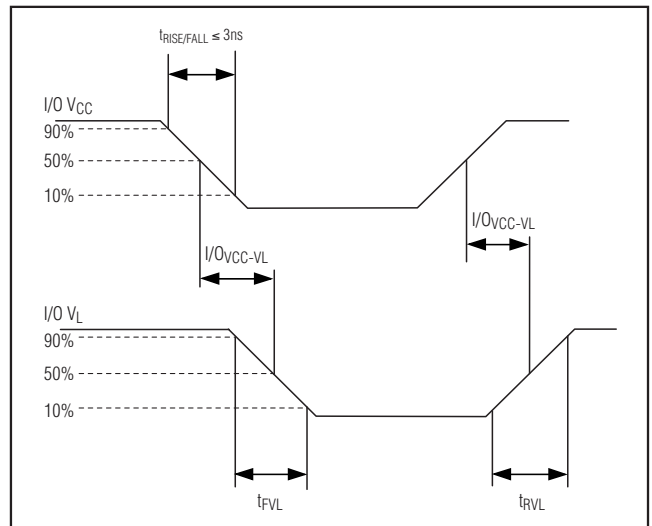 tRISE/FALL ≤ 3ns
I/O VCC
90%
50%
10%
I/OVCC-VL
I/OVCC-VL
I/O VL
90%
50%
10%
tFVL
tRVL